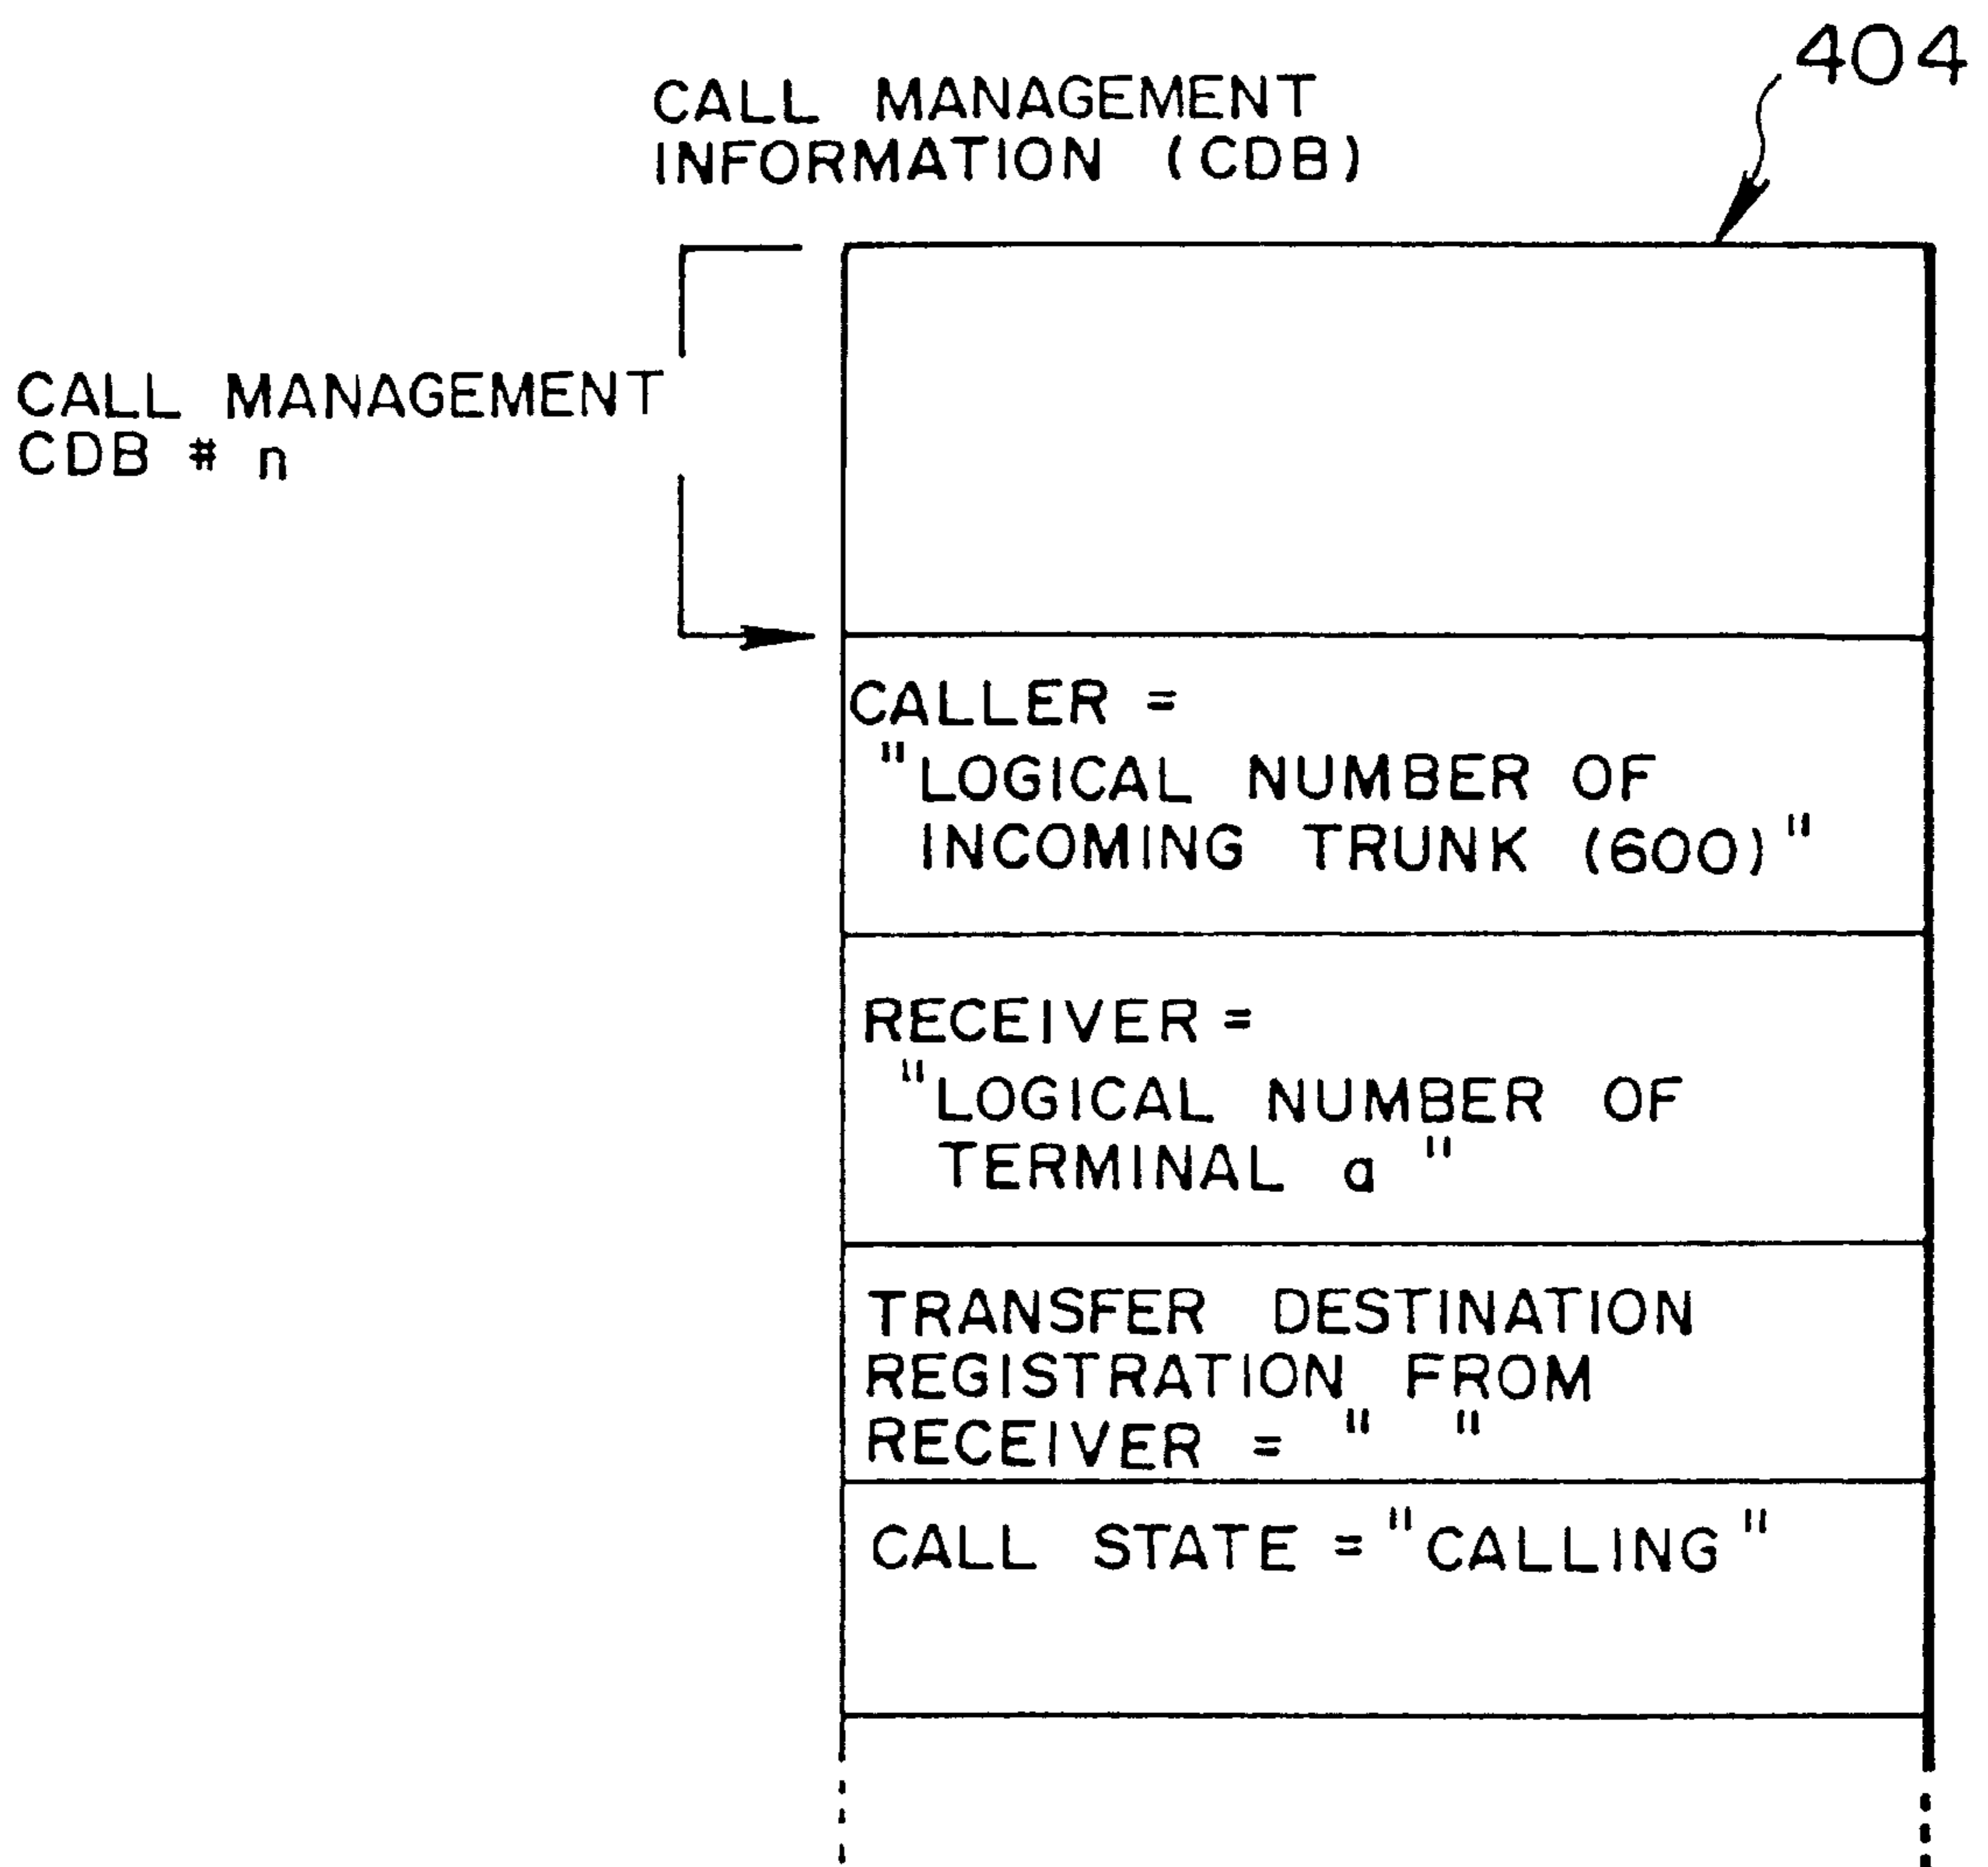 404
CALL MANAGEMENT
INFORMATION (CDB)
CALL MANAGEMENT
CDB # n
CALLER =
"LOGICAL NUMBER OF
INCOMING TRUNK (600)"
RECEIVER =
"LOGICAL NUMBER OF
TERMINAL a "
TRANSFER DESTINATION
REGISTRATION FROM
RECEIVER = "  "
CALL STATE = "CALLING"